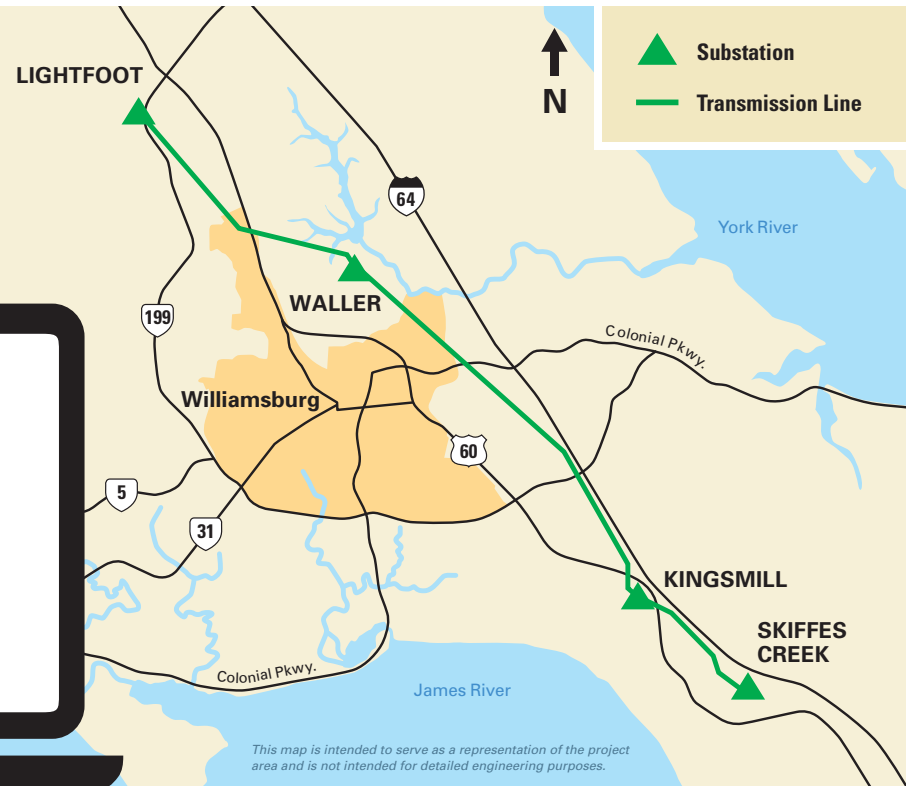 LIGHTFOOT
N
Substation
Transmission Line
64
York River
WALLER
199
Colonial Pkwy.
Williamsburg
60
5
31
KINGSMILL
SKIFFES
CREEK
Colonial Pkwy.
James River
This map is intended to serve as a representation of the project
area and is not intended for detailed engineering purposes.